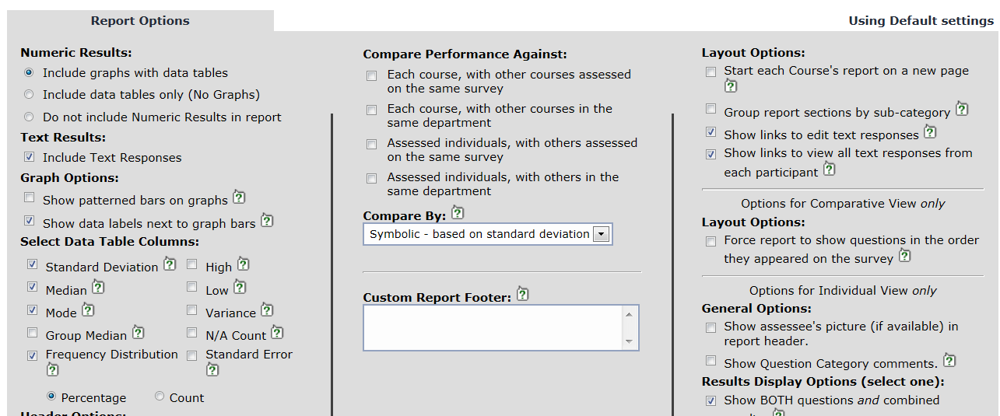 Report Options
Using Default settings
Numeric Results:
Include graphs with data tables
Include data tables only (No Graphs)
Do not include Numeric Results in report
Text Results:
Include Text Responses
Graph Options:
Show patterned bars on graphs
Show data labels next to graph bars
Select Data Table Columns:
Standard Deviation
High
Median
Low
Mode
Variance
Group Median
N/A Count
Frequency Distribution
Standard Error
Percentage
Count
Header Options:
Compare Performance Against:
Each course, with other courses assessed
on the same survey
Each course, with other courses in the
same department
Assessed individuals, with others assessed
on the same survey
Assessed individuals, with others in the
same department
Compare By:
Symbolic - based on standard deviation
Custom Report Footer:
Layout Options:
Start each Course's report on a new page
Group report sections by sub-category
Show links to edit text responses
Show links to view all text responses from
each participant
Options for Comparative View only
Layout Options:
Force report to show questions in the order
they appeared on the survey
Options for Individual View only
General Options:
Show assessee's picture (if available) in
report header.
Show Question Category comments.
Results Display Options (select one):
Show BOTH questions and combined